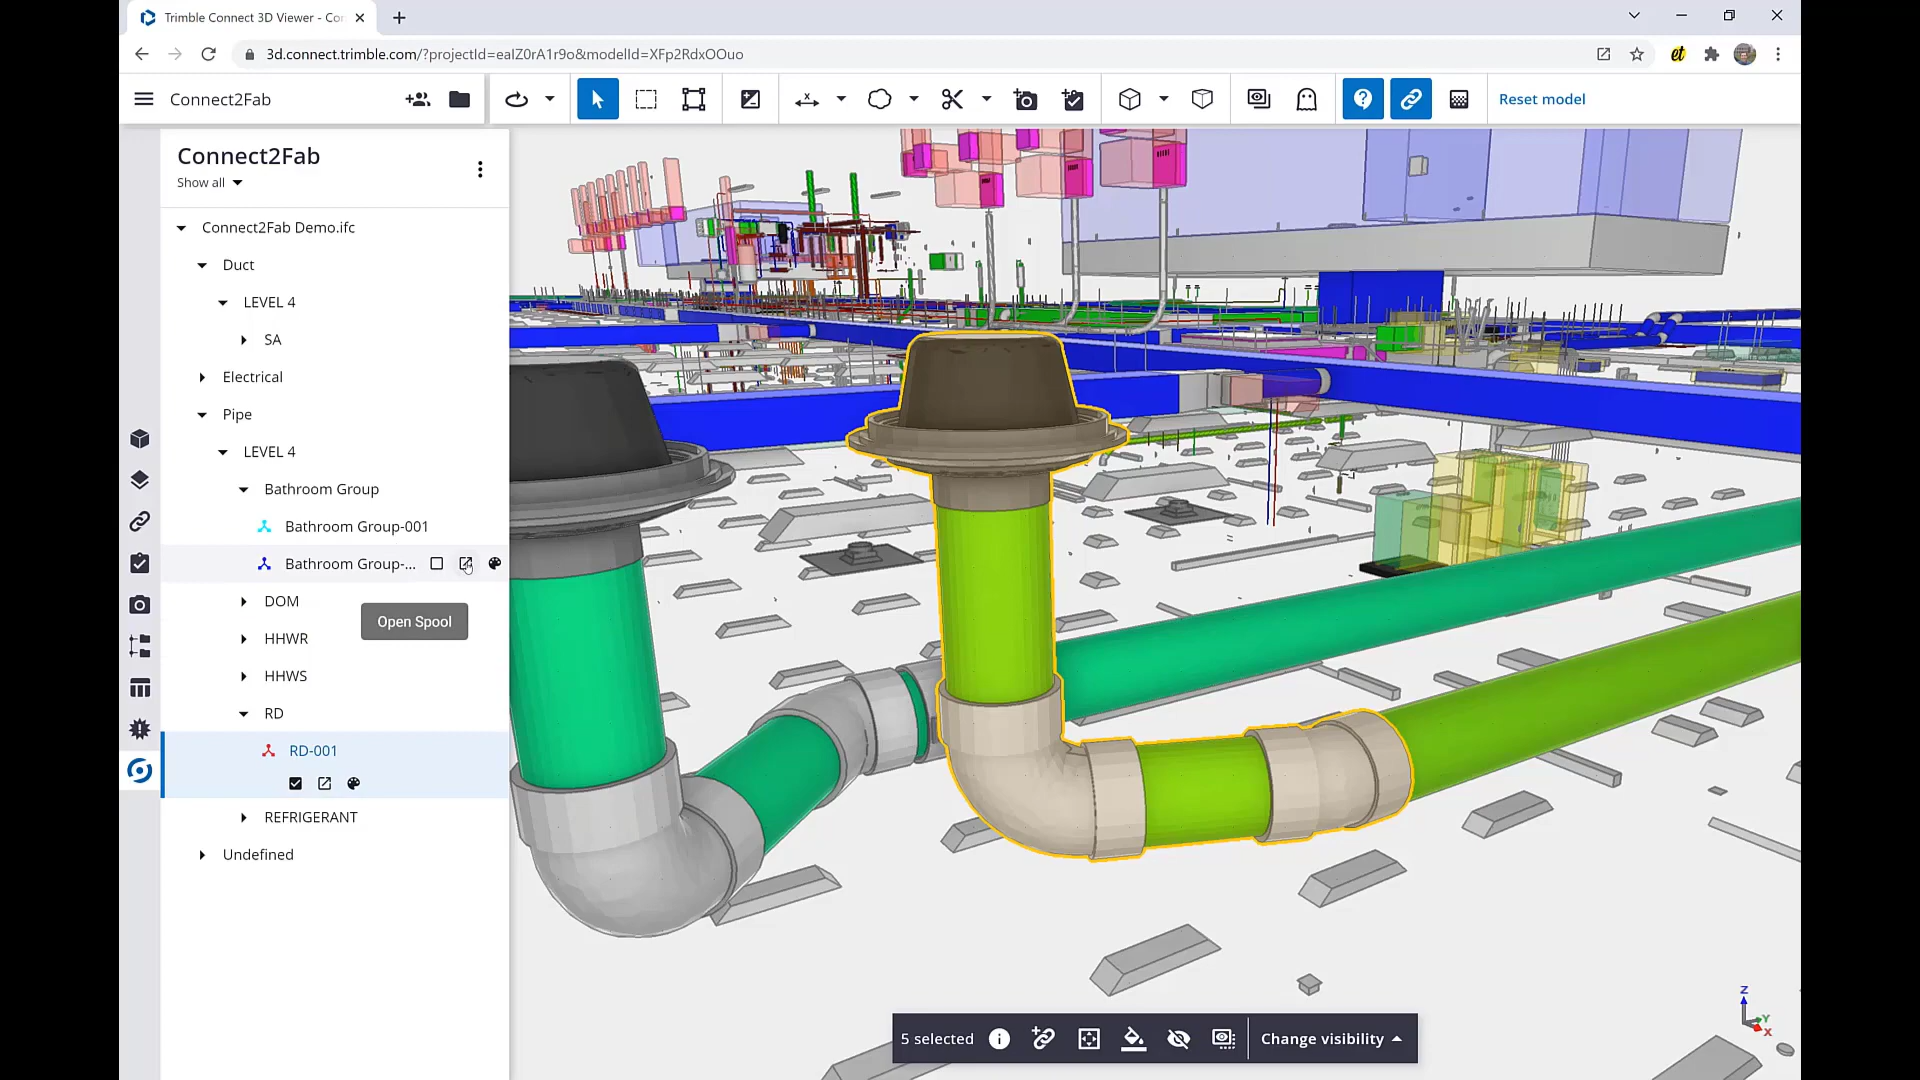 Trimble Connect 3D Viewer - Co
3d.connect.trimble.com/?projectId=eaIZ0rA1r9o&modelId=XFp2RdxOOuo
et
Connect2Fab
Reset model
Connect2Fab
Show all
Connect2Fab Demo.ifc
Duct
LEVEL 4
SA
Electrical
Pipe
LEVEL 4
Bathroom Group
Bathroom Group-001
Bathroom Group-...
DOM
Open Spool
HHWR
HHWS
RD
RD-001
REFRIGERANT
Undefined
Z
Y
X
5 selected
Change visibility